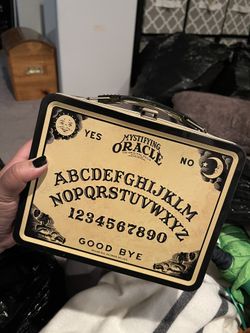 MYSTIFYING
ORACLE
YES
NO
ABCDEFGHIJKLM
NOPQRSTUVWXYZ
1234567890
GOOD BYE